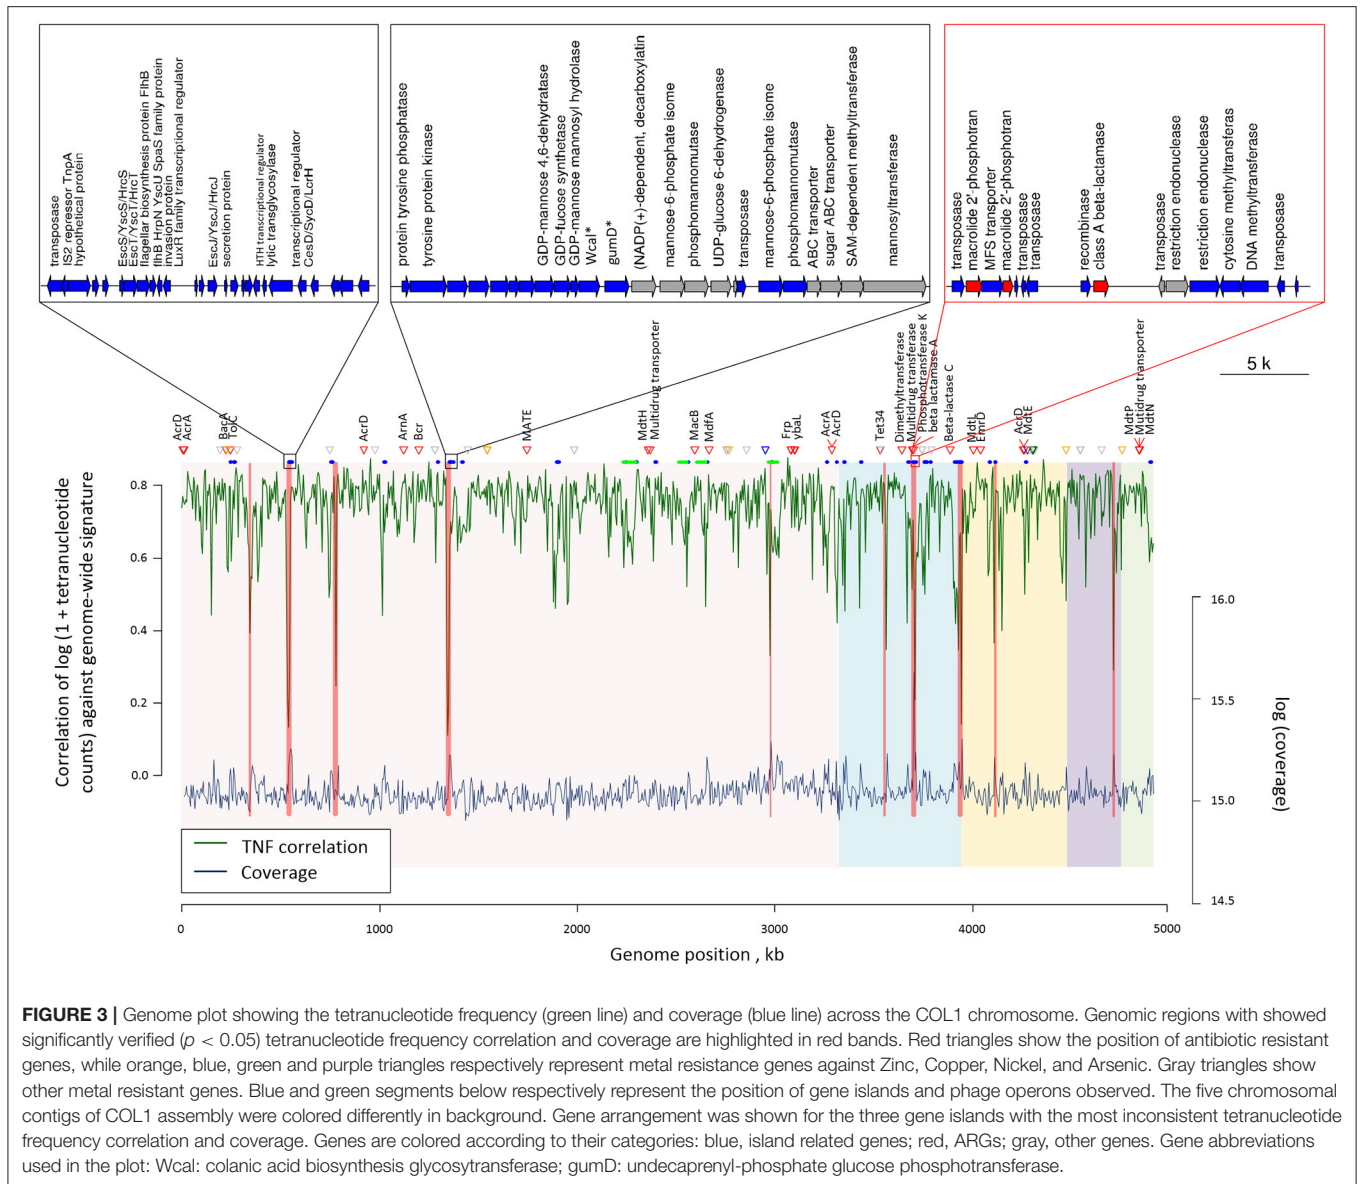 transposase
IS2 repressor TnpA
hypothetical protein
EscS/YscS/HrcS
EscT/YscT/HrcT
flagellar biosynthesis protein FlhB
flhB HrpN YscU SpaS family protein
invasion protein
LuxR family transcriptional regulator
EscJ/YscJ/HrcJ
secretion protein
HTH transcriptional regulator
lytic transglycosylase
transcriptional regulator
CesD/SycD/LcrH
protein tyrosine phosphatase
tyrosine protein kinase
GDP-mannose 4,6-dehydratase
GDP-fucose synthetase
GDP-mannose mannosyl hydrolase
Wcal*
gumD*
(NADP(+)-dependent, decarboxylatin
mannose-6-phosphate isome
phosphomannomutase
UDP-glucose 6-dehydrogenase
transposase
mannose-6-phosphate isome
phosphomannomutase
ABC transporter
sugar ABC transporter
SAM-dependent methyltransferase
mannosyltransferase
transposase
macrolide 2'-phosphotran
MFS transporter
macrolide 2'-phosphotran
transposase
transposase
recombinase
class A beta-lactamase
transposase
restriction endonuclease
restriction endonuclease
cytosine methyltransferas
DNA methyltransferase
transposase
5 k
AcrD
AcrA
BacA
TolC
AcrD
ArnA
Bcr
MATE
MdtH
Multidrug transporter
MacB
MdfA
Frp
ybaL
AcrA
AcrD
Tet34
Dimethyltransferase
Multidrug transferase
Phosphotransferase K
beta lactamase A
Beta-lactase C
MdtL
EmrD
AcrD
MdtE
MdtP
Multidrug transporter
MdtN
Correlation of log (1 + tetranucleotide
counts) against genome-wide signature
0.8
0.6
0.4
0.2
0.0
16.0
15.5
15.0
14.5
log (coverage)
TNF correlation
Coverage
0 1000 2000 3000 4000 5000
Genome position , kb
FIGURE 3 | Genome plot showing the tetranucleotide frequency (green line) and coverage (blue line) across the COL1 chromosome. Genomic regions with showed
significantly verified (p < 0.05) tetranucleotide frequency correlation and coverage are highlighted in red bands. Red triangles show the position of antibiotic resistant
genes, while orange, blue, green and purple triangles respectively represent metal resistance genes against Zinc, Copper, Nickel, and Arsenic. Gray triangles show
other metal resistant genes. Blue and green segments below respectively represent the position of gene islands and phage operons observed. The five chromosomal
contigs of COL1 assembly were colored differently in background. Gene arrangement was shown for the three gene islands with the most inconsistent tetranucleotide
frequency correlation and coverage. Genes are colored according to their categories: blue, island related genes; red, ARGs; gray, other genes. Gene abbreviations
used in the plot: Wcal: colanic acid biosynthesis glycosytransferase; gumD: undecaprenyl-phosphate glucose phosphotransferase.